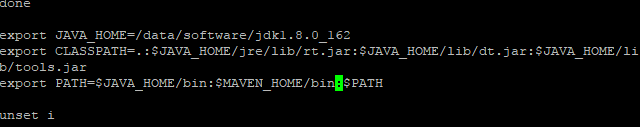 done
export JAVA_HOME=/data/software/jdk1.8.0_162
export CLASSPATH=.:$JAVA_HOME/jre/lib/rt.jar:$JAVA_HOME/lib/dt.jar:$JAVA_HOME/li
b/tools.jar
export PATH=$JAVA_HOME/bin:$MAVEN_HOME/bin:$PATH
unset i